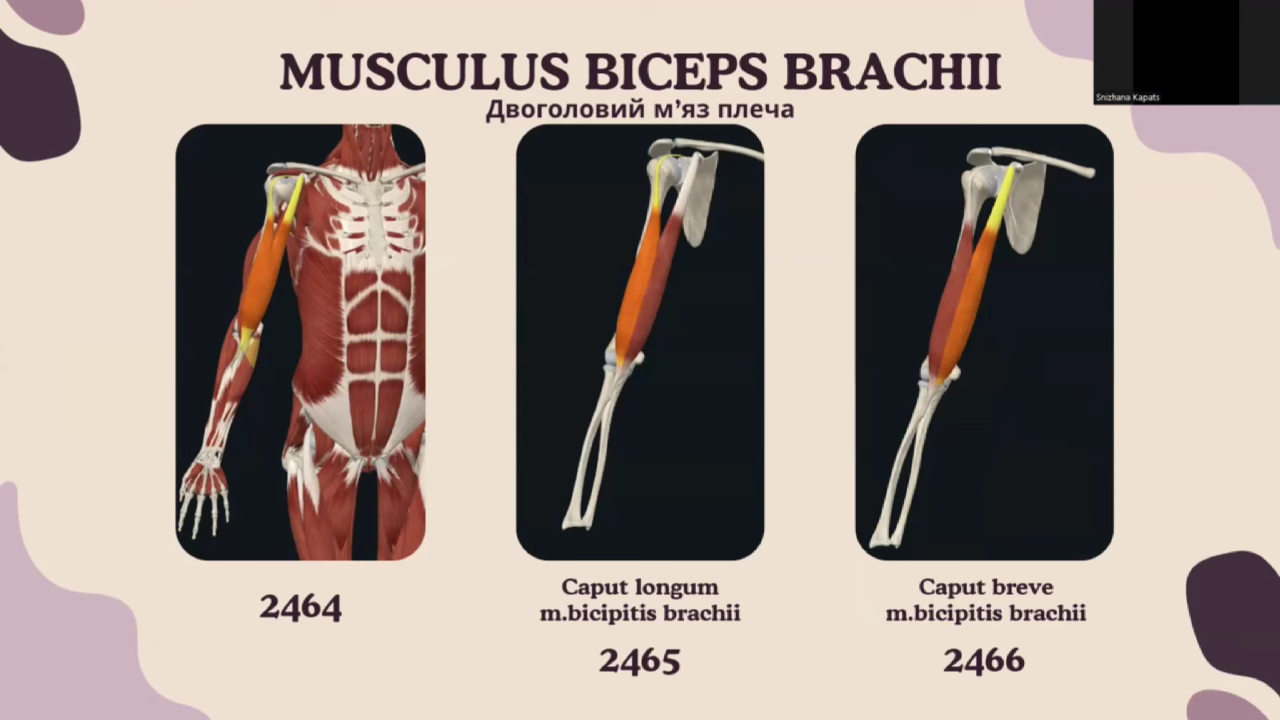 MUSCULUS BICEPS BRACHII
Двоголовий м’яз плеча
Snizhana Kapats
2464
Caput longum
m.bicipitis brachii
2465
Caput breve
m.bicipitis brachii
2466